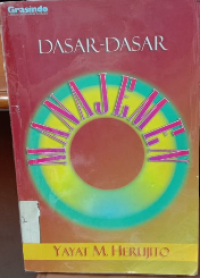 Grasindo
DASAR-DASAR
MANAJEMEN
YAYAT M. HERUJITO